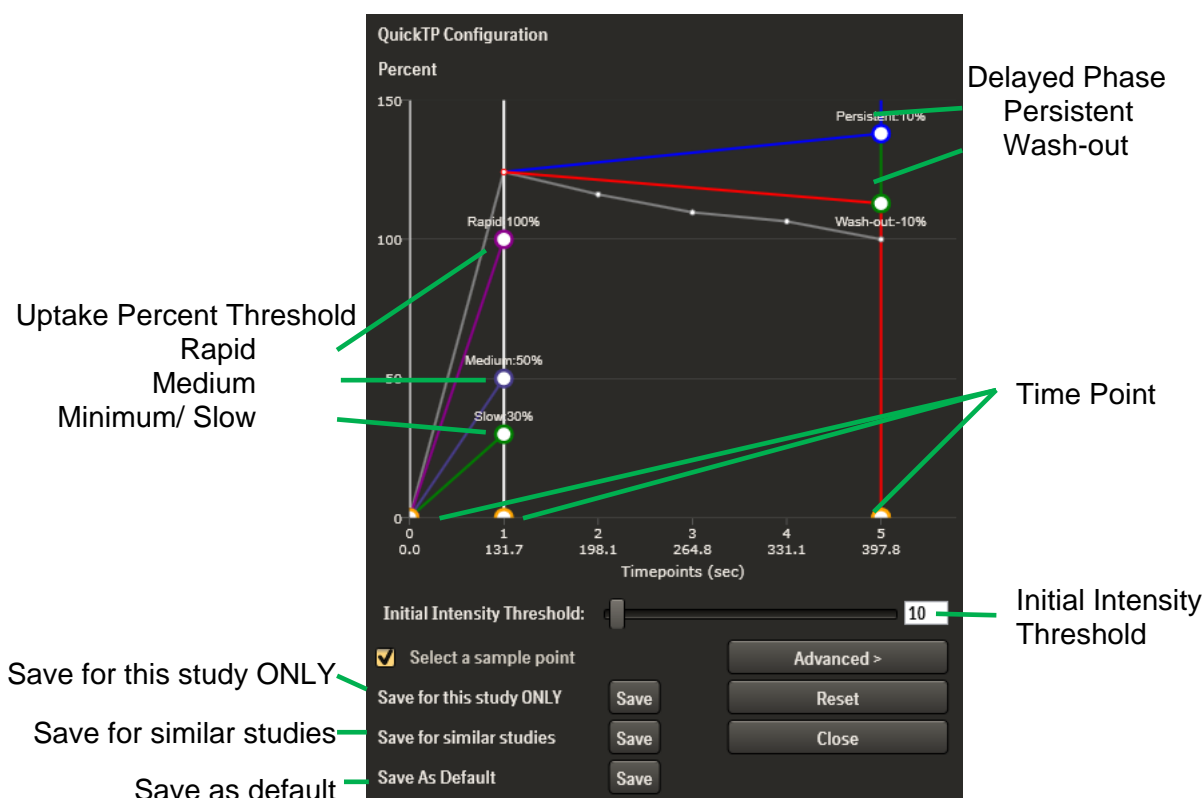 QuickTP Configuration
Percent
Delayed Phase
Persistent
Wash-out
150
Persistent:10%
Rapid:100%
Wash-out:-10%
100
Uptake Percent Threshold
Rapid
Medium
Minimum/ Slow
Medium:50%
50
Slow:30%
Time Point
0
0 1 2 3 4 5
0.0 131.7 198.1 264.8 331.1 397.8
Timepoints (sec)
Initial Intensity Threshold: 10
Initial Intensity
Threshold
Select a sample point Advanced >
Save for this study ONLY
Save for this study ONLY Save Reset
Save for similar studies
Save for similar studies Save Close
Save as default
Save As Default Save